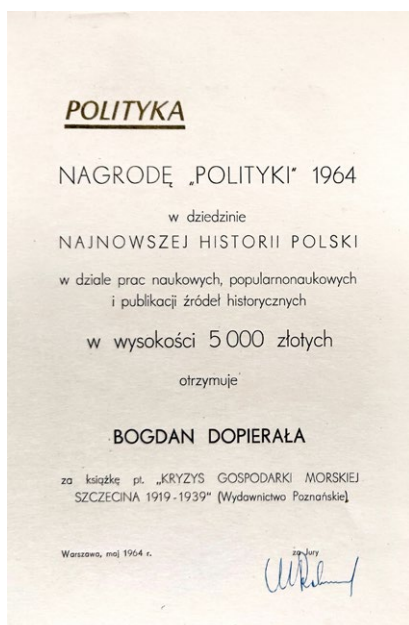 POLITYKA
NAGRODĘ „POLITYKI" 1964
w dziedzinie
NAJNOWSZEJ HISTORII POLSKI
w dziale prac naukowych, popularnonaukowych
i publikacji źródeł historycznych
w wysokości 5 000 złotych
otrzymuje
BOGDAN DOPIERAŁA
za książkę pt. „KRYZYS GOSPODARKI MORSKIEJ
SZCZECINA 1919-1939" (Wydawnictwo Poznańskie)
Warszawa, maj 1964 r.
za Jury